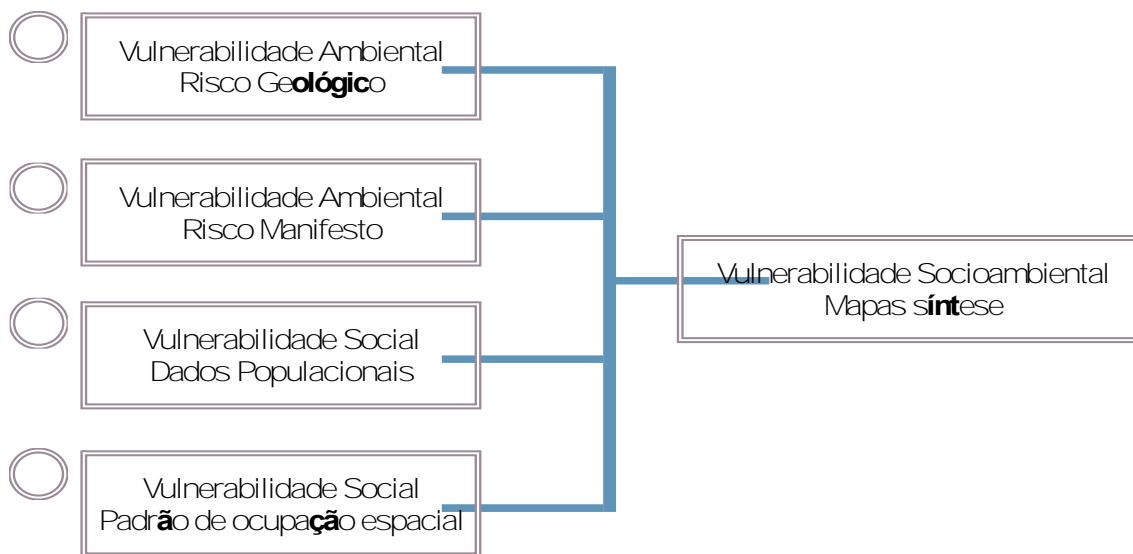 Vulnerabilidade Ambiental
Risco Geológico
Vulnerabilidade Ambiental
Risco Manifesto
Vulnerabilidade Social
Dados Populacionais
Vulnerabilidade Social
Padrão de ocupação espacial
Vulnerabilidade Socioambiental
Mapas síntese